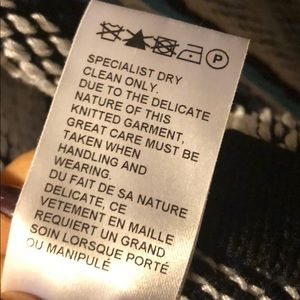 P
SPECIALIST DRY
CLEAN ONLY.
DUE TO THE DELICATE
NATURE OF THIS
KNITTED GARMENT,
GREAT CARE MUST BE
TAKEN WHEN
HANDLING AND
WEARING.
DU FAIT DE SA NATURE
DELICATE, CE
VETEMENT EN MAILLE
REQUIERT UN GRAND
SOIN LORSQUE PORTÉ
OU MANIPULÉ